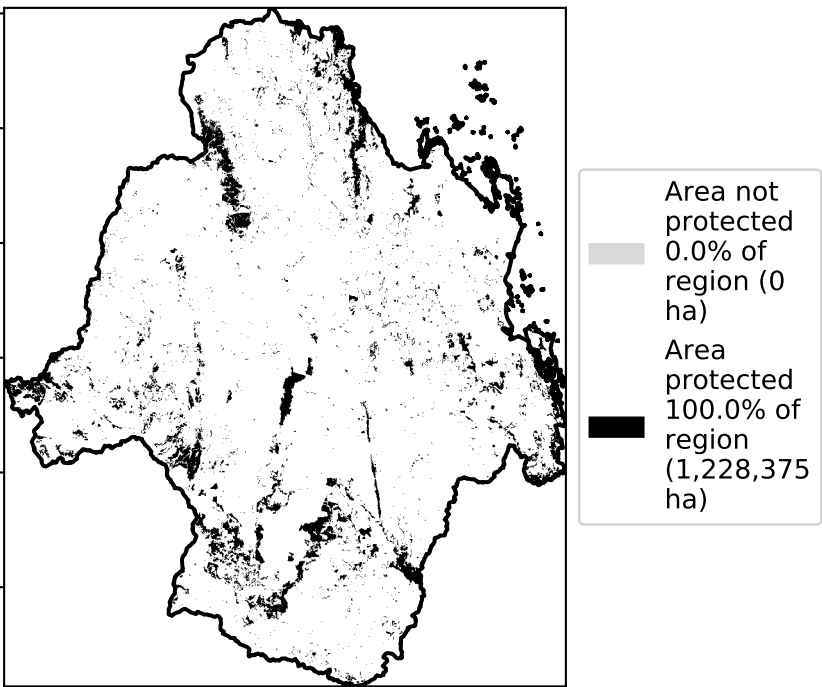 Area not
protected
0.0% of
region (0
ha)
Area
protected
100.0% of
region
(1,228,375
ha)